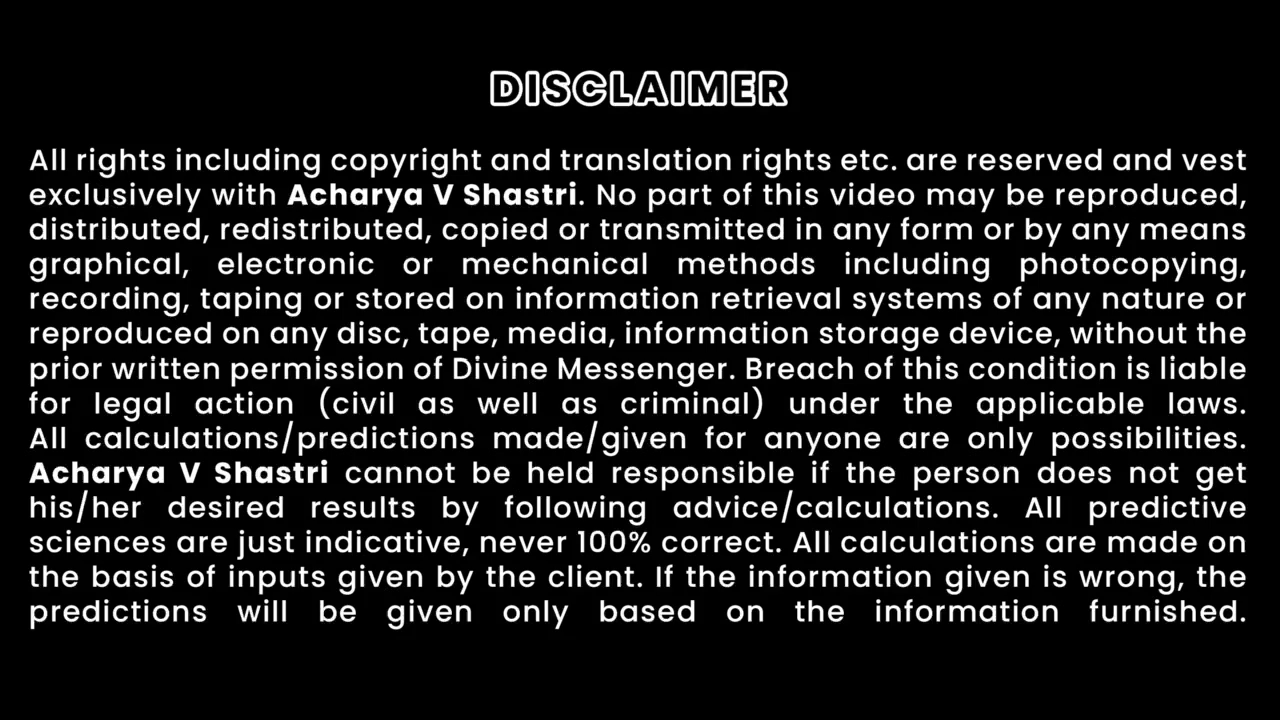 DISCLAIMER
All rights including copyright and translation rights etc. are reserved and vest
exclusively with Acharya V Shastri. No part of this video may be reproduced,
distributed, redistributed, copied or transmitted in any form or by any means
graphical, electronic or mechanical methods including photocopying,
recording, taping or stored on information retrieval systems of any nature or
reproduced on any disc, tape, media, information storage device, without the
prior written permission of Divine Messenger. Breach of this condition is liable
for legal action (civil as well as criminal) under the applicable laws.
All calculations/predictions made/given for anyone are only possibilities.
Acharya V Shastri cannot be held responsible if the person does not get
his/her desired results by following advice/calculations. All predictive
sciences are just indicative, never 100% correct. All calculations are made on
the basis of inputs given by the client. If the information given is wrong, the
predictions will be given only based on the information furnished.